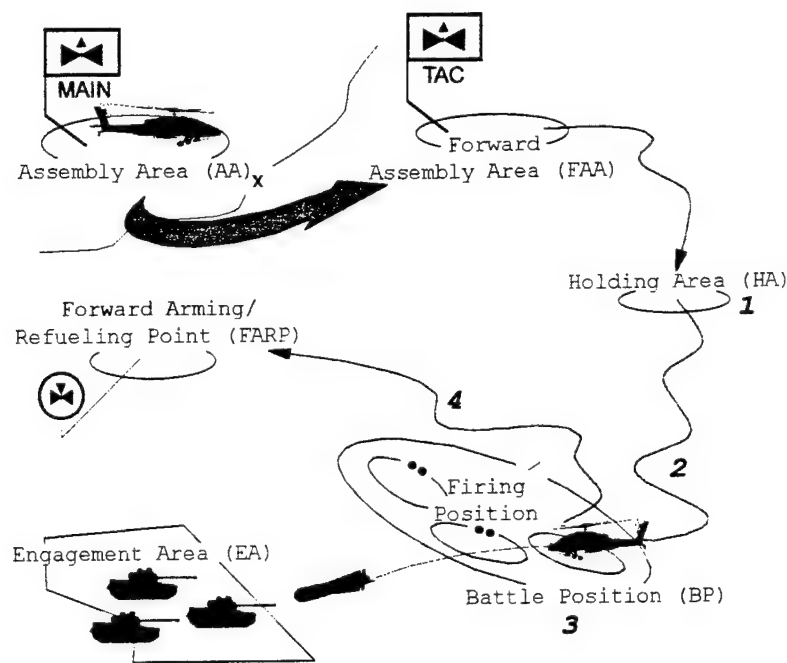 MAIN
TAC
Assembly Area (AA)
x
Forward
Assembly Area (FAA)
Holding Area (HA)
1
Forward Arming/
Refueling Point (FARP)
4
2
Firing
Position
Engagement Area (EA)
Battle Position (BP)
3